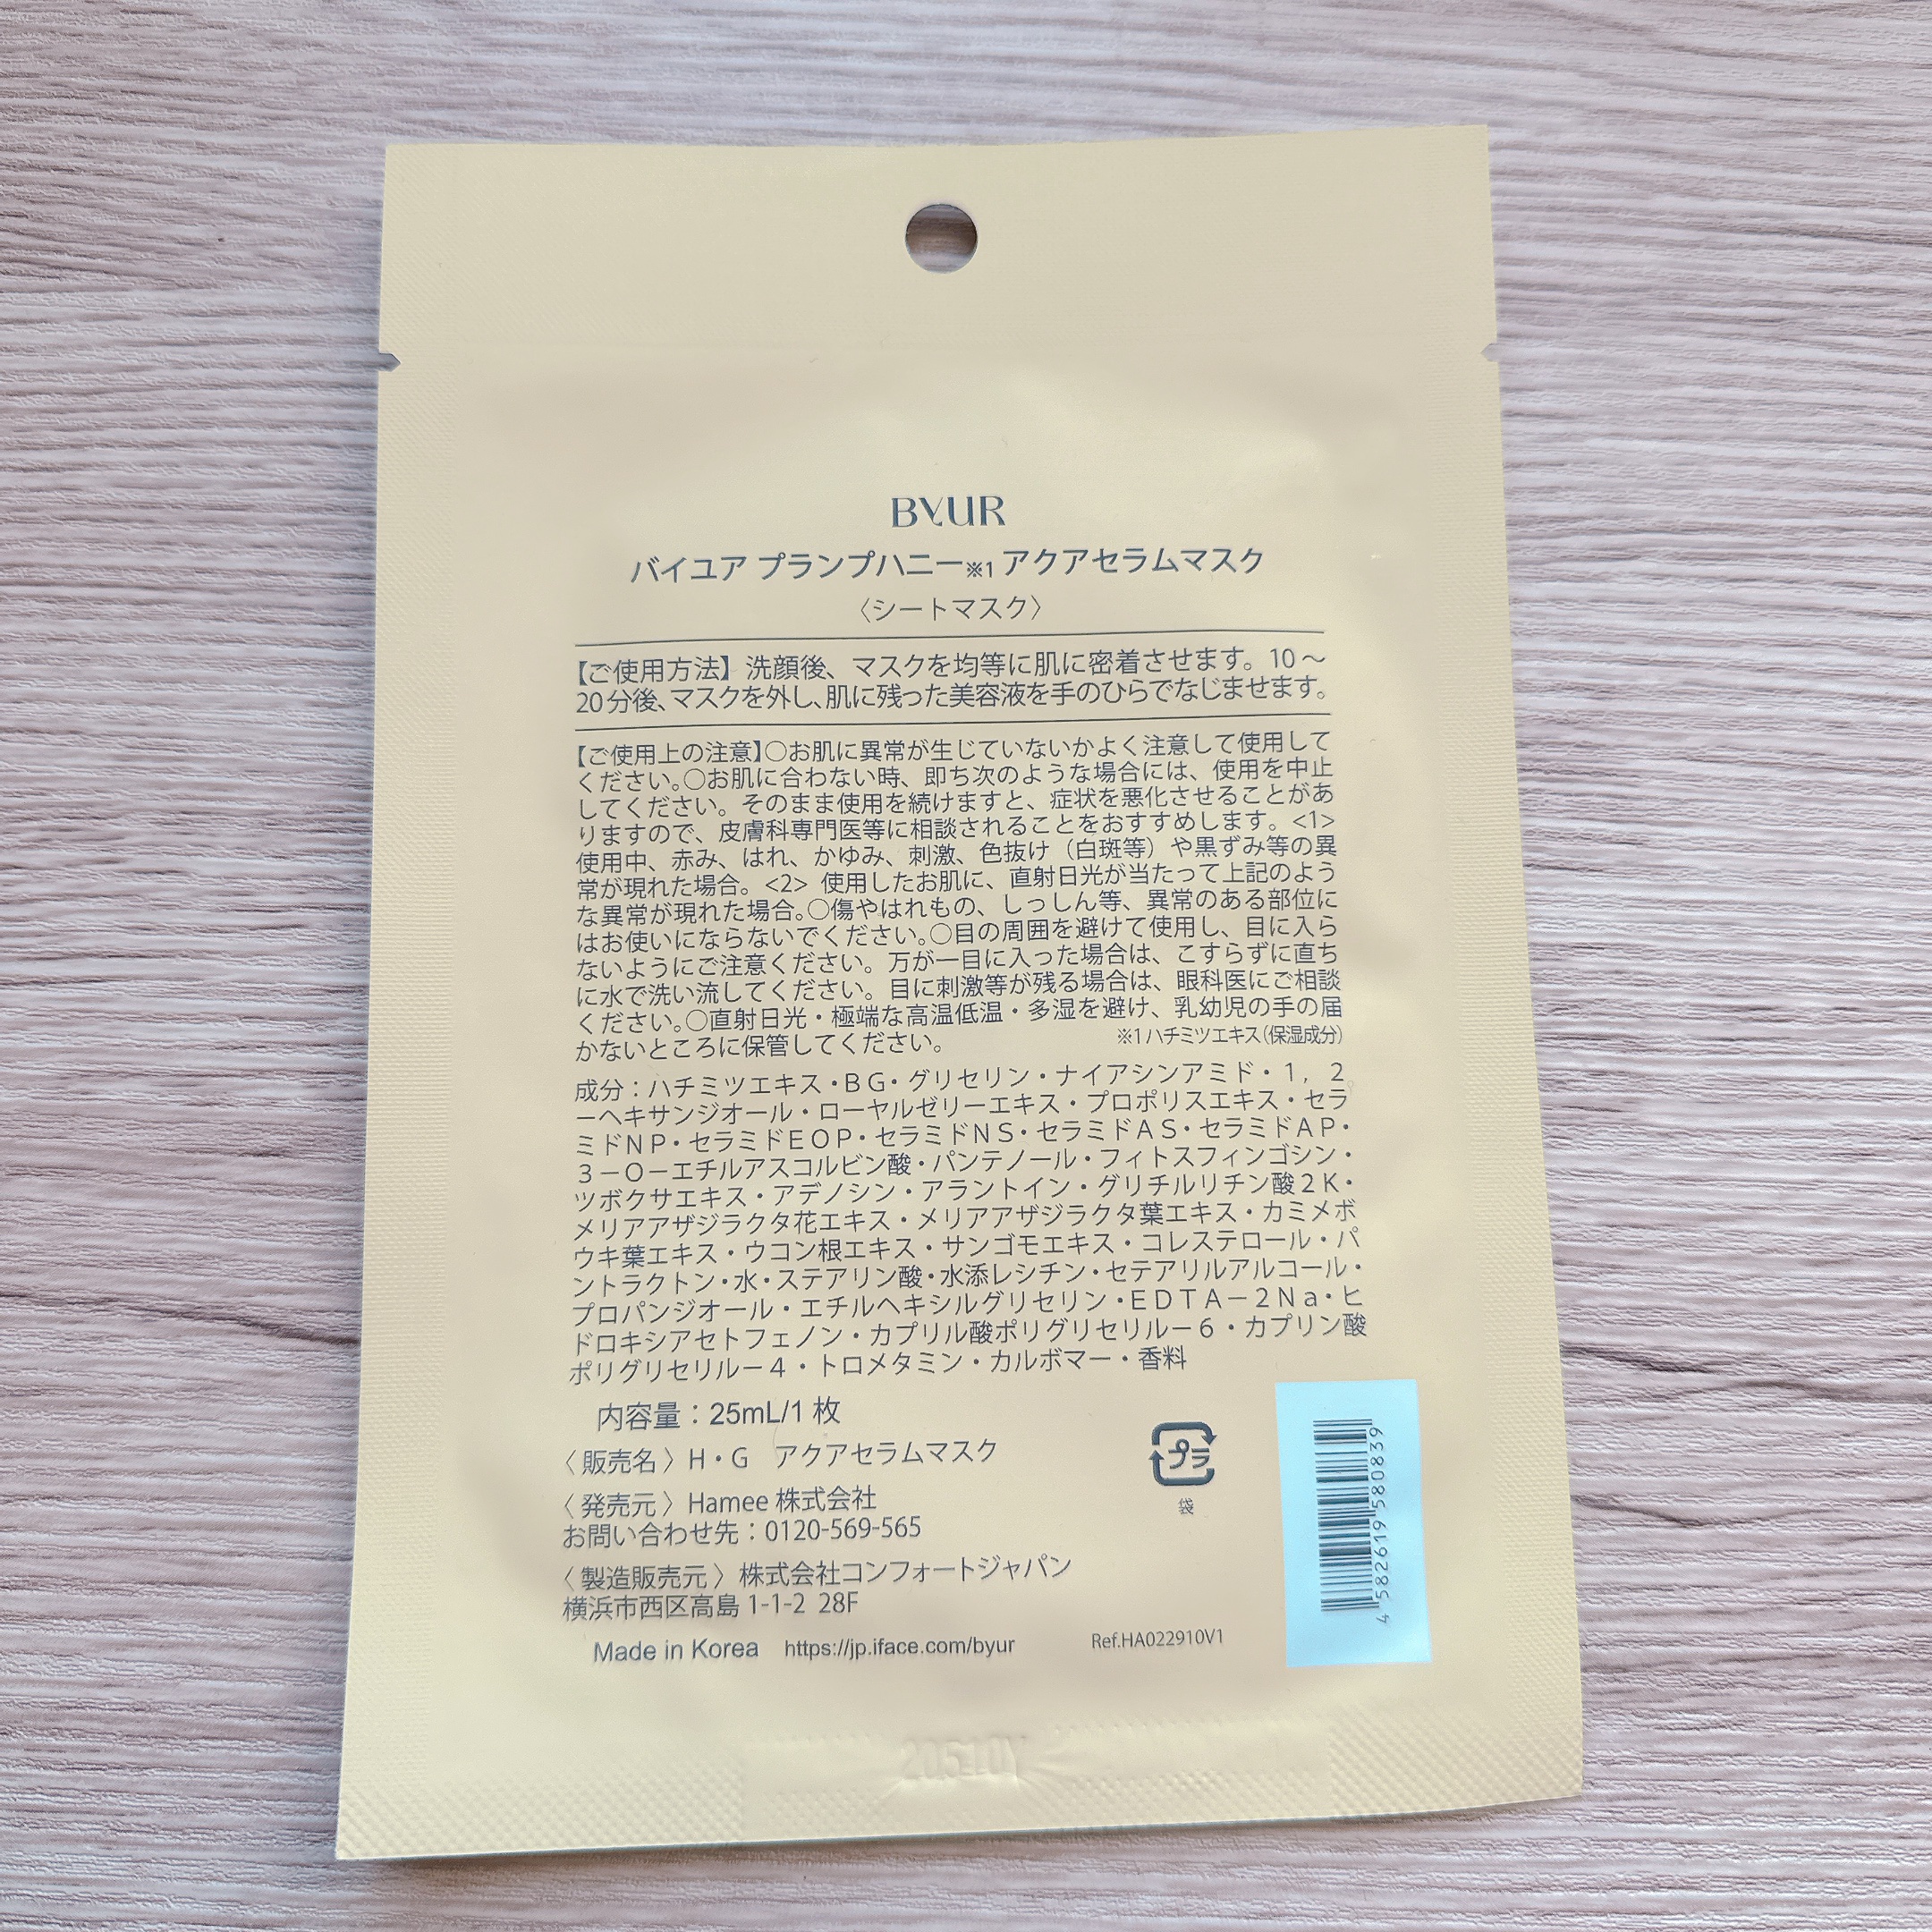 BYUR
バイユア プランプハニー※1 アクアセラムマスク
〈シートマスク〉
【ご使用方法】洗顔後、マスクを均等に肌に密着させます。10～
20分後、マスクを外し、肌に残った美容液を手のひらでなじませます。
【ご使用上の注意】○お肌に異常が生じていないかよく注意して使用して
ください。○お肌に合わない時、即ち次のような場合には、使用を中止
してください。そのまま使用を続けますと、症状を悪化させることがあ
りますので、皮膚科専門医等に相談されることをおすすめします。<1>
使用中、赤み、はれ、かゆみ、刺激、色抜け（白斑等）や黒ずみ等の異
常が現れた場合。<2> 使用したお肌に、直射日光が当たって上記のよう
な異常が現れた場合。○傷やはれもの、しっしん等、異常のある部位に
はお使いにならないでください。○目の周囲を避けて使用し、目に入ら
ないようにご注意ください。万が一目に入った場合は、こすらずに直ち
に水で洗い流してください。目に刺激等が残る場合は、眼科医にご相談
ください。○直射日光・極端な高温低温・多湿を避け、乳幼児の手の届
かないところに保管してください。 ※1ハチミツエキス（保湿成分）
成分：ハチミツエキス・ＢＧ・グリセリン・ナイアシンアミド・１，２
－ヘキサンジオール・ローヤルゼリーエキス・プロポリスエキス・セラ
ミドＮＰ・セラミドＥＯＰ・セラミドＮＳ・セラミドＡＳ・セラミドＡＰ・
３－Ｏ－エチルアスコルビン酸・パンテノール・フィトスフィンゴシン・
ツボクサエキス・アデノシン・アラントイン・グリチルリチン酸２Ｋ・
メリアアザジラクタ花エキス・メリアアザジラクタ葉エキス・カミメボ
ウキ葉エキス・ウコン根エキス・サンゴモエキス・コレステロール・パ
ントラクトン・水・ステアリン酸・水添レシチン・セテアリルアルコール・
プロパンジオール・エチルヘキシルグリセリン・ＥＤＴＡ－２Ｎａ・ヒ
ドロキシアセトフェノン・カプリル酸ポリグリセリル－６・カプリン酸
ポリグリセリル－４・トロメタミン・カルボマー・香料
内容量：25mL/1 枚
〈 販売名 〉H・G アクアセラムマスク
〈 発売元 〉Hamee 株式会社
お問い合わせ先：0120-569-565
〈 製造販売元 〉株式会社コンフォートジャパン
横浜市西区高島 1-1-2 28F
Made in Korea https://jp.iface.com/byur Ref.HA022910V1
プラ
袋
4 582619 580839